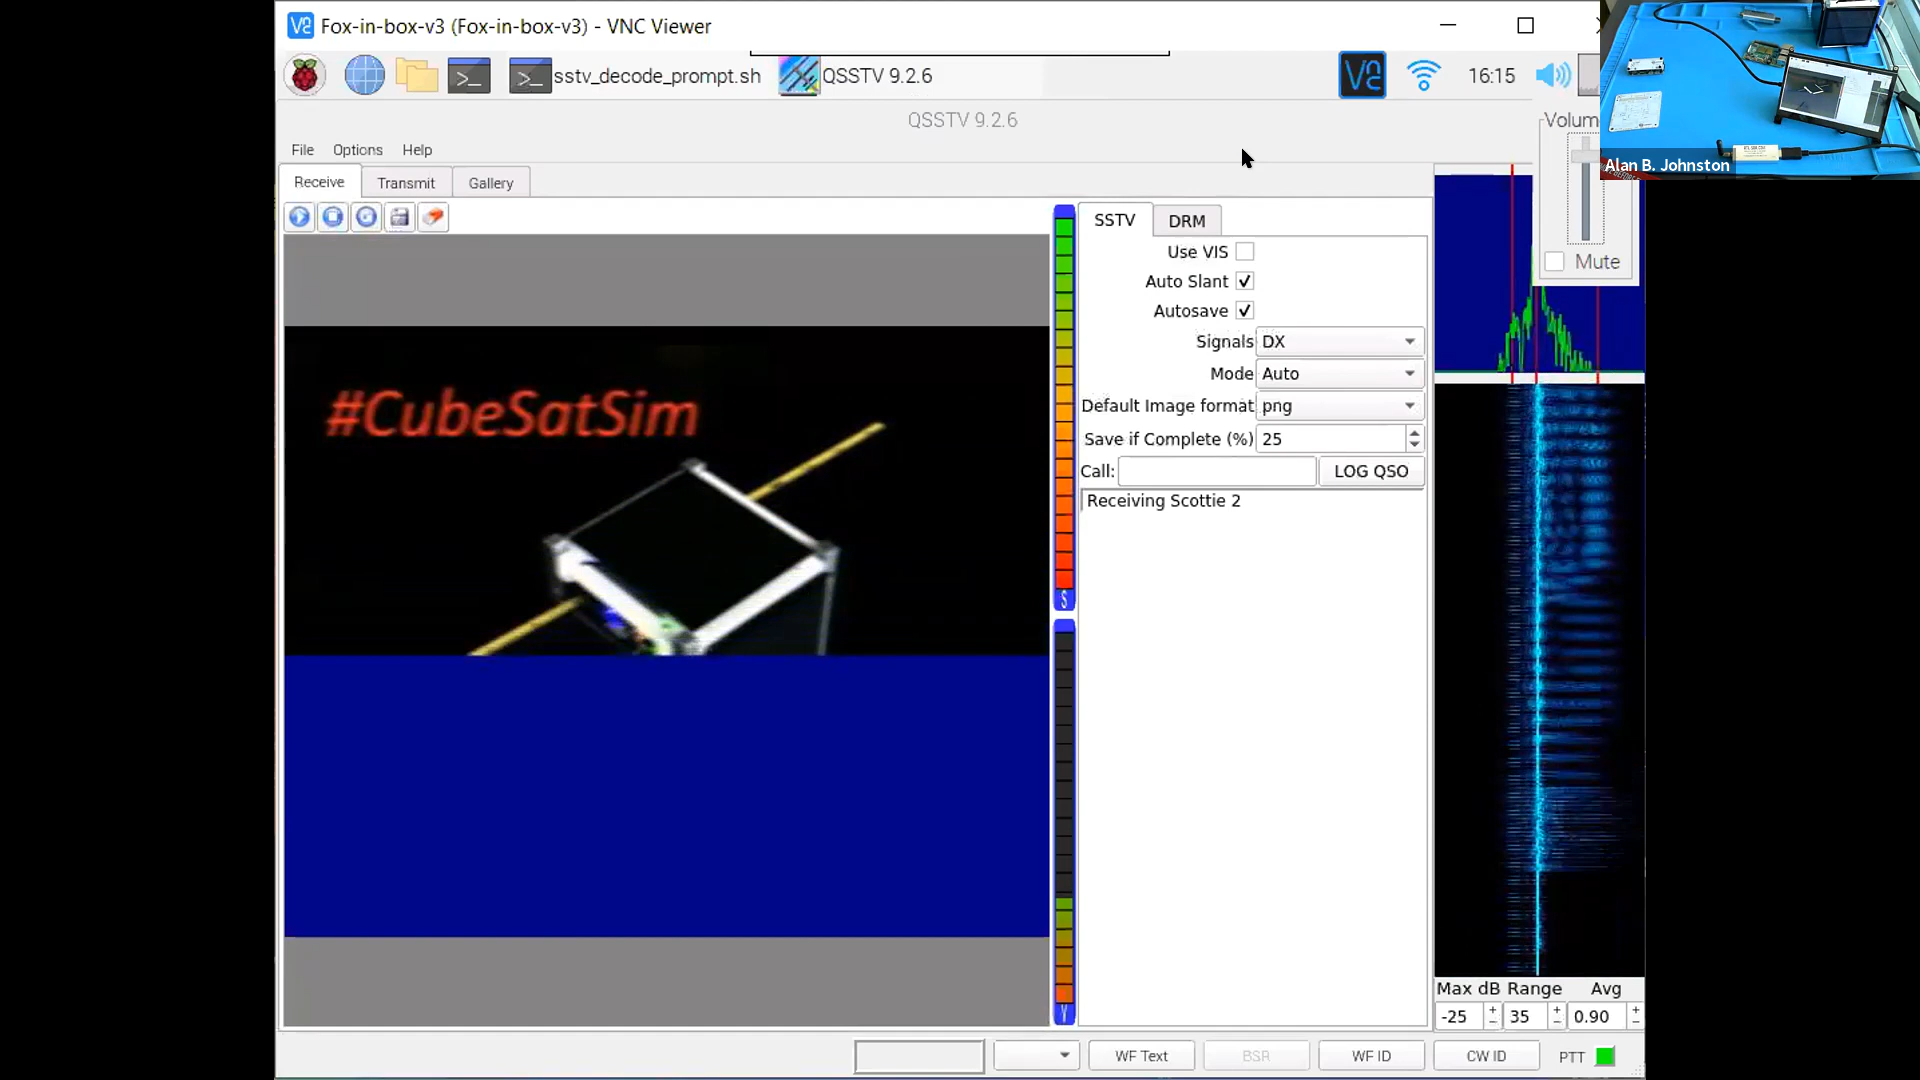 Fox-in-box-v3 (Fox-in-box-v3) - VNC Viewer
sstv_decode_prompt.sh
QSSTV 9.2.6
16:15
QSSTV 9.2.6
Volum
Alan B. Johnston
File Options Help
Receive Transmit Gallery
SSTV DRM
Use VIS
Auto Slant
Autosave
Signals DX
Mode Auto
Default Image format png
Save if Complete (%) 25
Call: LOG QSO
Receiving Scottie 2
Mute
#CubeSatSim
S
Y
Max dB Range Avg
-25 35 0.90
WF Text BSR WF ID CW ID PTT